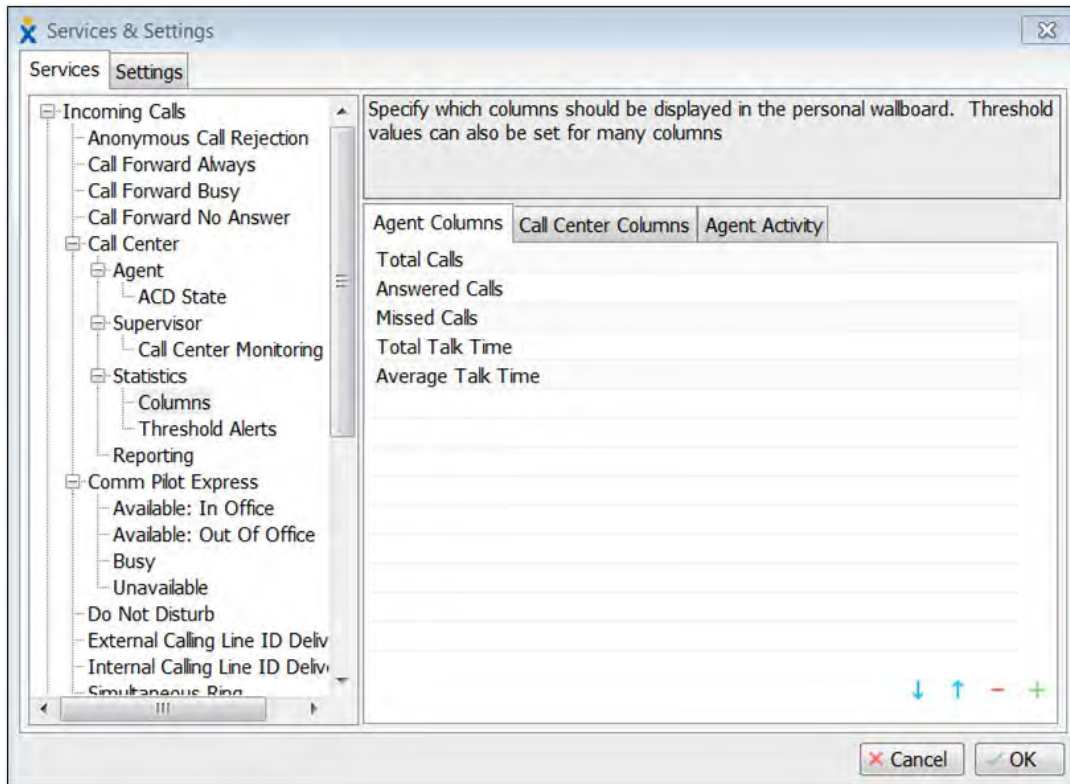 Services & Settings
Services
Settings
Incoming Calls
Anonymous Call Rejection
Call Forward Always
Call Forward Busy
Call Forward No Answer
Call Center
Agent
ACD State
Supervisor
Call Center Monitoring
Statistics
Columns
Threshold Alerts
Reporting
Comm Pilot Express
Available: In Office
Available: Out Of Office
Busy
Unavailable
Do Not Disturb
External Calling Line ID Deliv
Internal Calling Line ID Deliv
Simultaneous Ring
Specify which columns should be displayed in the personal wallboard. Threshold
values can also be set for many columns
Agent Columns
Call Center Columns
Agent Activity
Total Calls
Answered Calls
Missed Calls
Total Talk Time
Average Talk Time
Cancel
OK